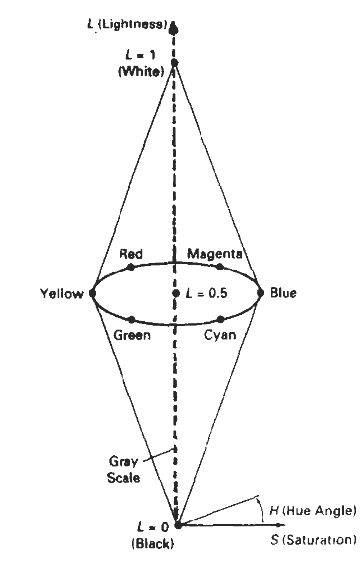 L (Lightness)
L = 1
(White)
Red
Magenta
Yellow
L = 0.5
Blue
Green
Cyan
Gray
Scale
H (Hue Angle)
L = 0
(Black)
S (Saturation)